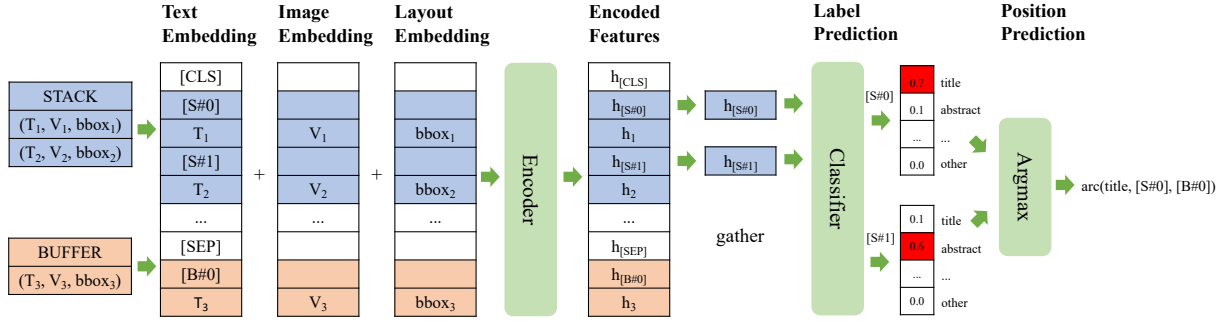 Text Embedding
Image Embedding
Layout Embedding
Encoded Features
Label Prediction
Position Prediction
STACK
(T₁, V₁, bbox₁)
(T₂, V₂, bbox₂)
BUFFER
(T₃, V₃, bbox₃)
[CLS]
[S#0]
T₁
[S#1]
T₂
...
[SEP]
[B#0]
T₃
+
V₁
V₂
...
V₃
+
bbox₁
bbox₂
...
bbox₃
Encoder
h[CLS]
h[S#0]
h₁
h[S#1]
h₂
...
h[SEP]
h[B#0]
h₃
h[S#0]
h[S#1]
gather
Classifier
[S#0]
0.7 title
0.1 abstract
... ...
0.0 other
[S#1]
0.1 title
0.6 abstract
... ...
0.0 other
Argmax
arc(title, [S#0], [B#0])